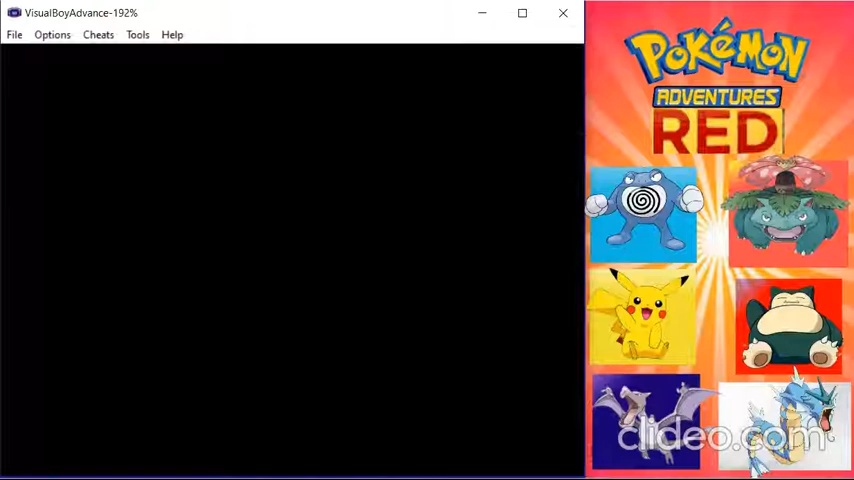 VisualBoyAdvance-192%
File Options Cheats Tools Help
POKéMON
ADVENTURES
RED
clideo.com